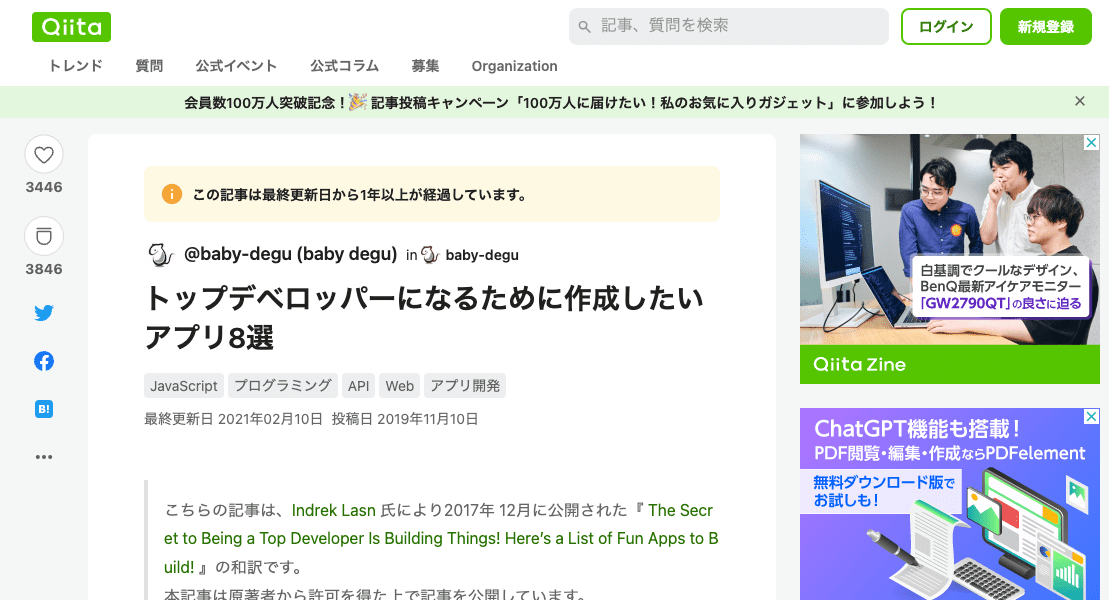 Qiita
記事、質問を検索
ログイン
新規登録
トレンド 質問 公式イベント 公式コラム 募集 Organization
会員数100万人突破記念！🎉 記事投稿キャンペーン「100万人に届けたい！私のお気に入りガジェット」に参加しよう！
3446
3846
B!
この記事は最終更新日から1年以上が経過しています。
@baby-degu (baby degu) in baby-degu
トップデベロッパーになるために作成したい
アプリ8選
JavaScript プログラミング API Web アプリ開発
最終更新日 2021年02月10日 投稿日 2019年11月10日
こちらの記事は、Indrek Lasn 氏により2017年 12月に公開された『 The Secr
et to Being a Top Developer Is Building Things! Here’s a List of Fun Apps to B
uild! 』の和訳です。
本記事は原著者から許可を得た上で記事を公開しています。
白基調でクールなデザイン、
BenQ最新アイケアモニター
「GW2790QT」の良さに迫る
Qiita Zine
ChatGPT機能も搭載！
PDF閲覧・編集・作成ならPDFelement
無料ダウンロード版で
お試しも！